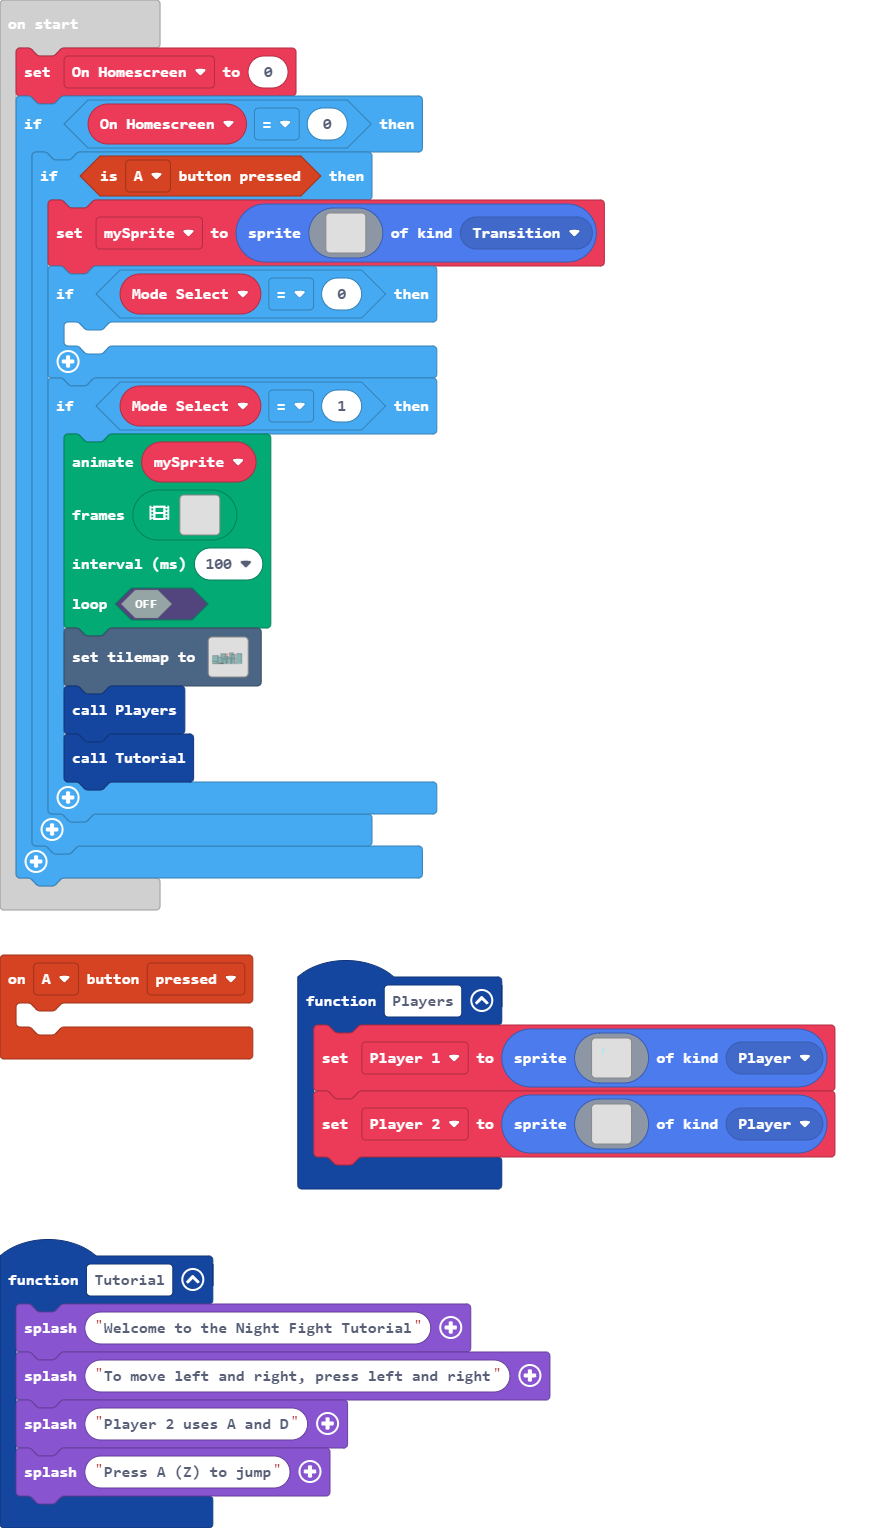 on start
set On Homescreen to 0
if On Homescreen = 0 then
if is A button pressed then
set mySprite to sprite of kind Transition
if Mode Select = 0 then
if Mode Select = 1 then
animate mySprite
frames
interval (ms) 100
loop OFF
set tilemap to
call Players
call Tutorial
on A button pressed
function Players
set Player 1 to sprite of kind Player
set Player 2 to sprite of kind Player
function Tutorial
splash "Welcome to the Night Fight Tutorial"
splash "To move left and right, press left and right"
splash "Player 2 uses A and D"
splash "Press A (Z) to jump"